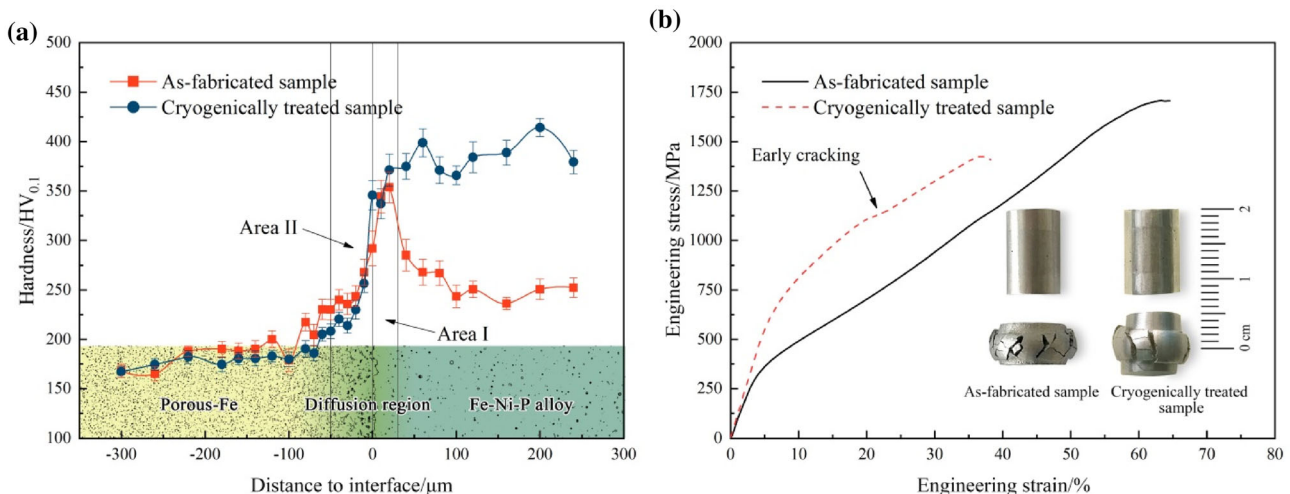 (a)
500
450
400
350
300
250
200
150
100
Hardness/HV0.1
As-fabricated sample
Cryogenically treated sample
Area II
Area I
Porous-Fe
Diffusion region
Fe-Ni-P alloy
-300
-200
-100
0
100
200
300
Distance to interface/μm
(b)
2000
1750
1500
1250
1000
750
500
250
0
Engineering stress/MPa
As-fabricated sample
Cryogenically treated sample
Early cracking
2
1
0 cm
As-fabricated sample
Cryogenically treated
sample
0
10
20
30
40
50
60
70
80
Engineering strain/%